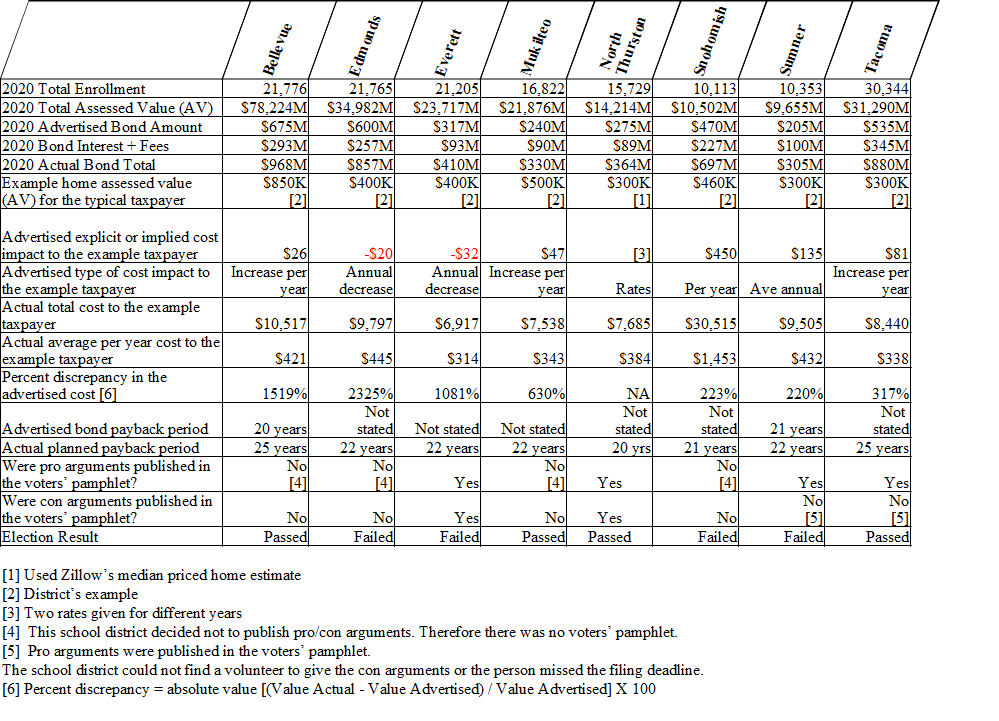 Bellevue Edmonds Everett Mukilteo North Thurston Snohomish Sumner Tacoma
2020 Total Enrollment 21,776 21,765 21,205 16,822 15,729 10,113 10,353 30,344
2020 Total Assessed Value (AV) $78,224M $34,982M $23,717M $21,876M $14,214M $10,502M $9,655M $31,290M
2020 Advertised Bond Amount $675M $600M $317M $240M $275M $470M $205M $535M
2020 Bond Interest + Fees $293M $257M $93M $90M $89M $227M $100M $345M
2020 Actual Bond Total $968M $857M $410M $330M $364M $697M $305M $880M
Example home assessed value $850K $400K $400K $500K $300K $460K $300K $300K
(AV) for the typical taxpayer [2] [2] [2] [2] [1] [2] [2] [2]
Advertised explicit or implied cost
impact to the example taxpayer $26 -$20 -$32 $47 [3] $450 $135 $81
Advertised type of cost impact to Increase per Annual Annual Increase per Increase per
the example taxpayer year decrease decrease year Rates Per year Ave annual year
Actual total cost to the example
taxpayer $10,517 $9,797 $6,917 $7,538 $7,685 $30,515 $9,505 $8,440
Actual average per year cost to the
example taxpayer $421 $445 $314 $343 $384 $1,453 $432 $338
Percent discrepancy in the
advertised cost [6] 1519% 2325% 1081% 630% NA 223% 220% 317%
Not Not Not Not
Advertised bond payback period 20 years stated Not stated Not stated stated stated 21 years stated
Actual planned payback period 25 years 22 years 22 years 22 years 20 yrs 21 years 22 years 25 years
Were pro arguments published in No No No No
the voters' pamphlet? [4] [4] Yes [4] Yes [4] Yes Yes
Were con arguments published in No No
the voters' pamphlet? No No Yes No Yes No [5] [5]
Election Result Passed Failed Failed Passed Passed Failed Failed Passed
[1] Used Zillow's median priced home estimate
[2] District's example
[3] Two rates given for different years
[4] This school district decided not to publish pro/con arguments. Therefore there was no voters' pamphlet.
[5] Pro arguments were published in the voters' pamphlet.
The school district could not find a volunteer to give the con arguments or the person missed the filing deadline.
[6] Percent discrepancy = absolute value [(Value Actual - Value Advertised) / Value Advertised] X 100